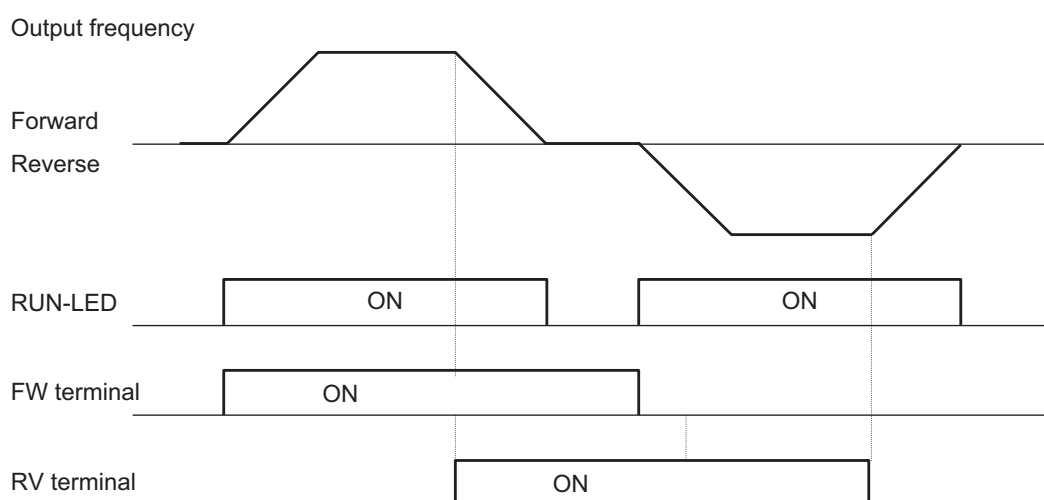 Output frequency
Forward
Reverse
RUN-LED
ON
ON
FW terminal
ON
RV terminal
ON